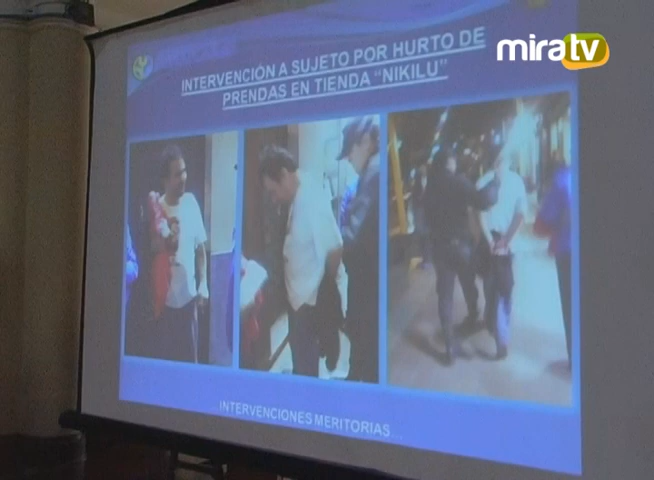 miratv
INTERVENCIÓN A SUJETO POR HURTO DE
PRENDAS EN TIENDA "NIKILU"
INTERVENCIONES MERITORIAS...